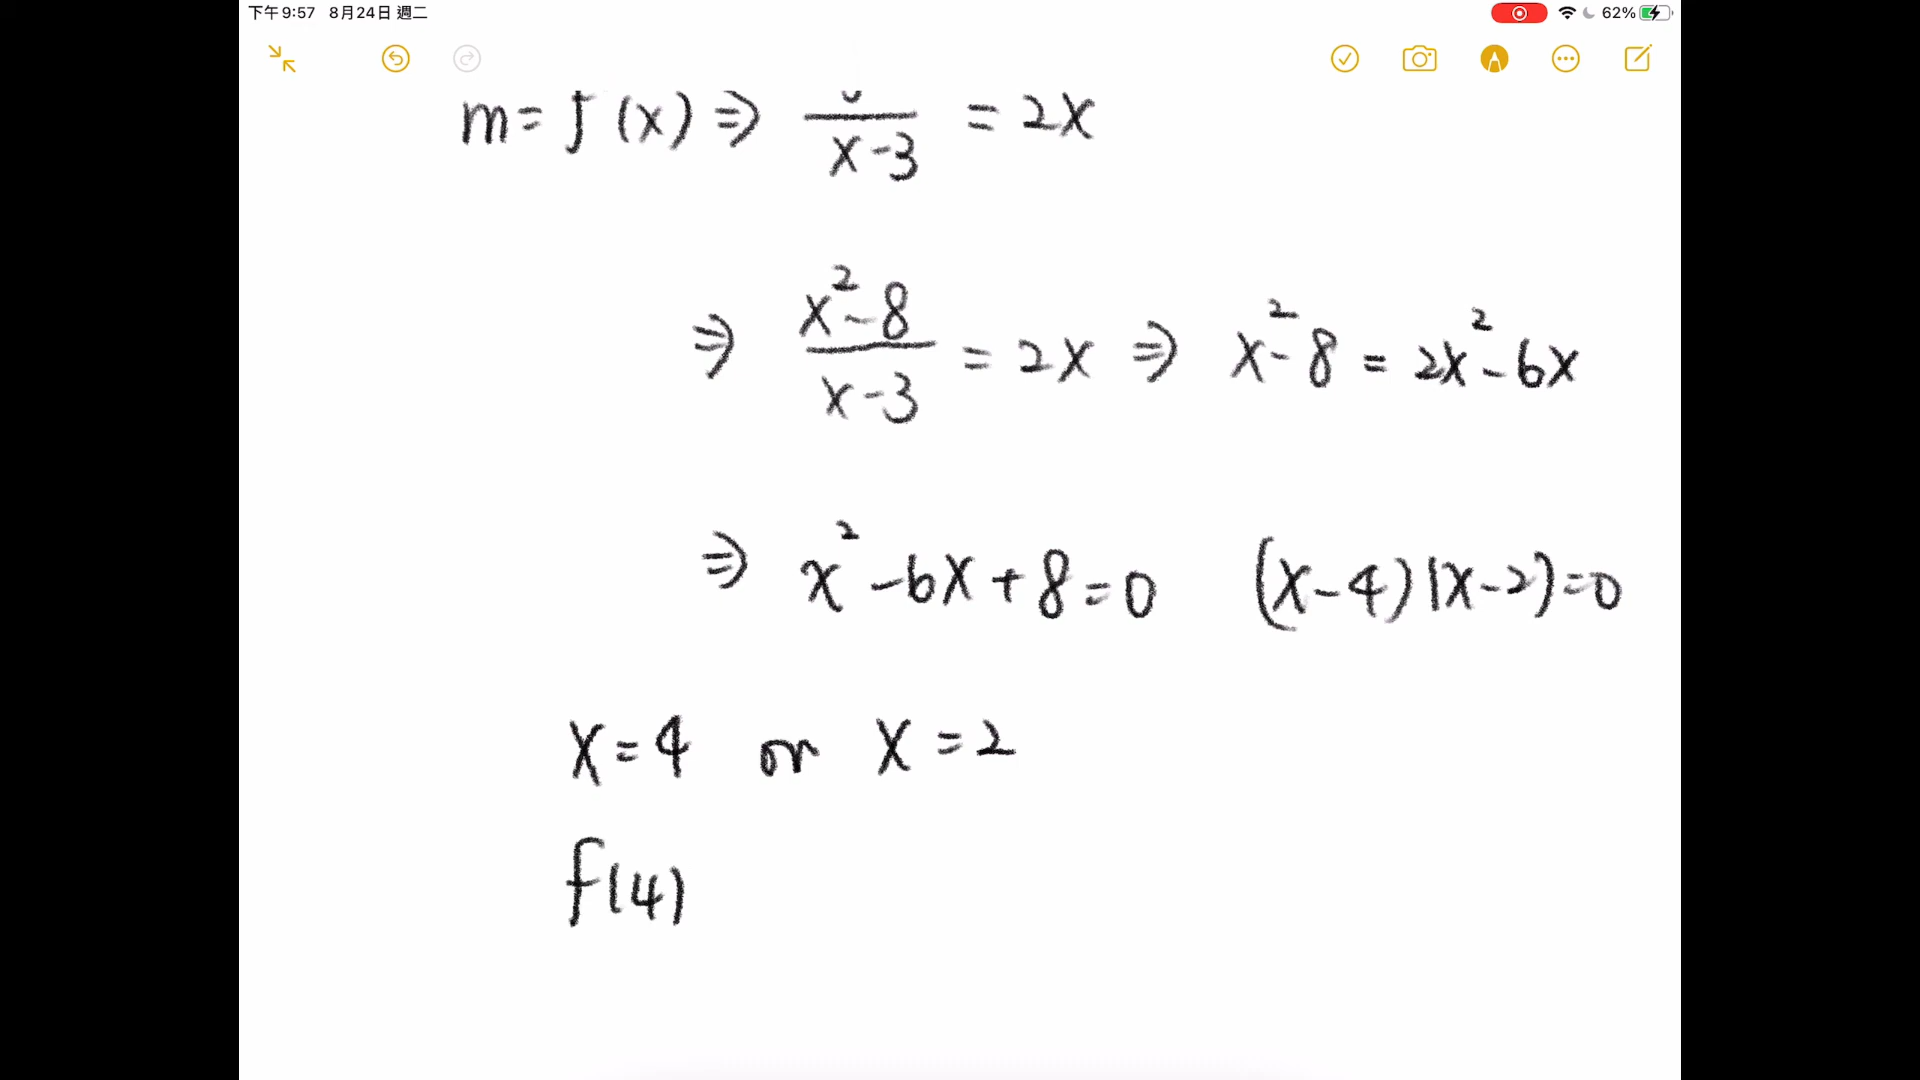 下午9:57 8月24日 週二 62%
m = f'(x) ⇒ /(x-3) = 2x
⇒ (x²-8)/(x-3) = 2x ⇒ x²-8 = 2x²-6x
⇒ x²-6x+8=0 (x-4)(x-2)=0
x=4 or x=2
f(4)